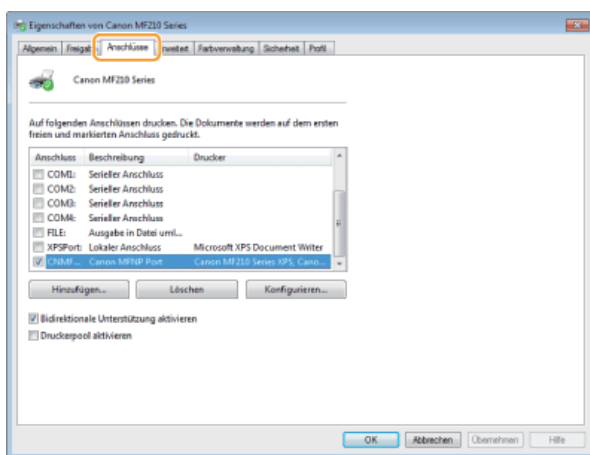 Eigenschaften von Canon MF210 Series
Allgemein Freigabe Anschlüsse Erweitert Farbverwaltung Sicherheit Profil
Canon MF210 Series
Auf folgenden Anschlüssen drucken. Die Dokumente werden auf dem ersten
freien und markierten Anschluss gedruckt.
Anschluss Beschreibung Drucker
COM1: Serieller Anschluss
COM2: Serieller Anschluss
COM3: Serieller Anschluss
COM4: Serieller Anschluss
FILE: Ausgabe in Datei uml...
XPSPort: Lokaler Anschluss Microsoft XPS Document Writer
CNMF... Canon MFNP Port Canon MF210 Series XPS, Cano...
Hinzufügen... Löschen Konfigurieren...
Bidirektionale Unterstützung aktivieren
Druckerpool aktivieren
OK Abbrechen Übernehmen Hilfe